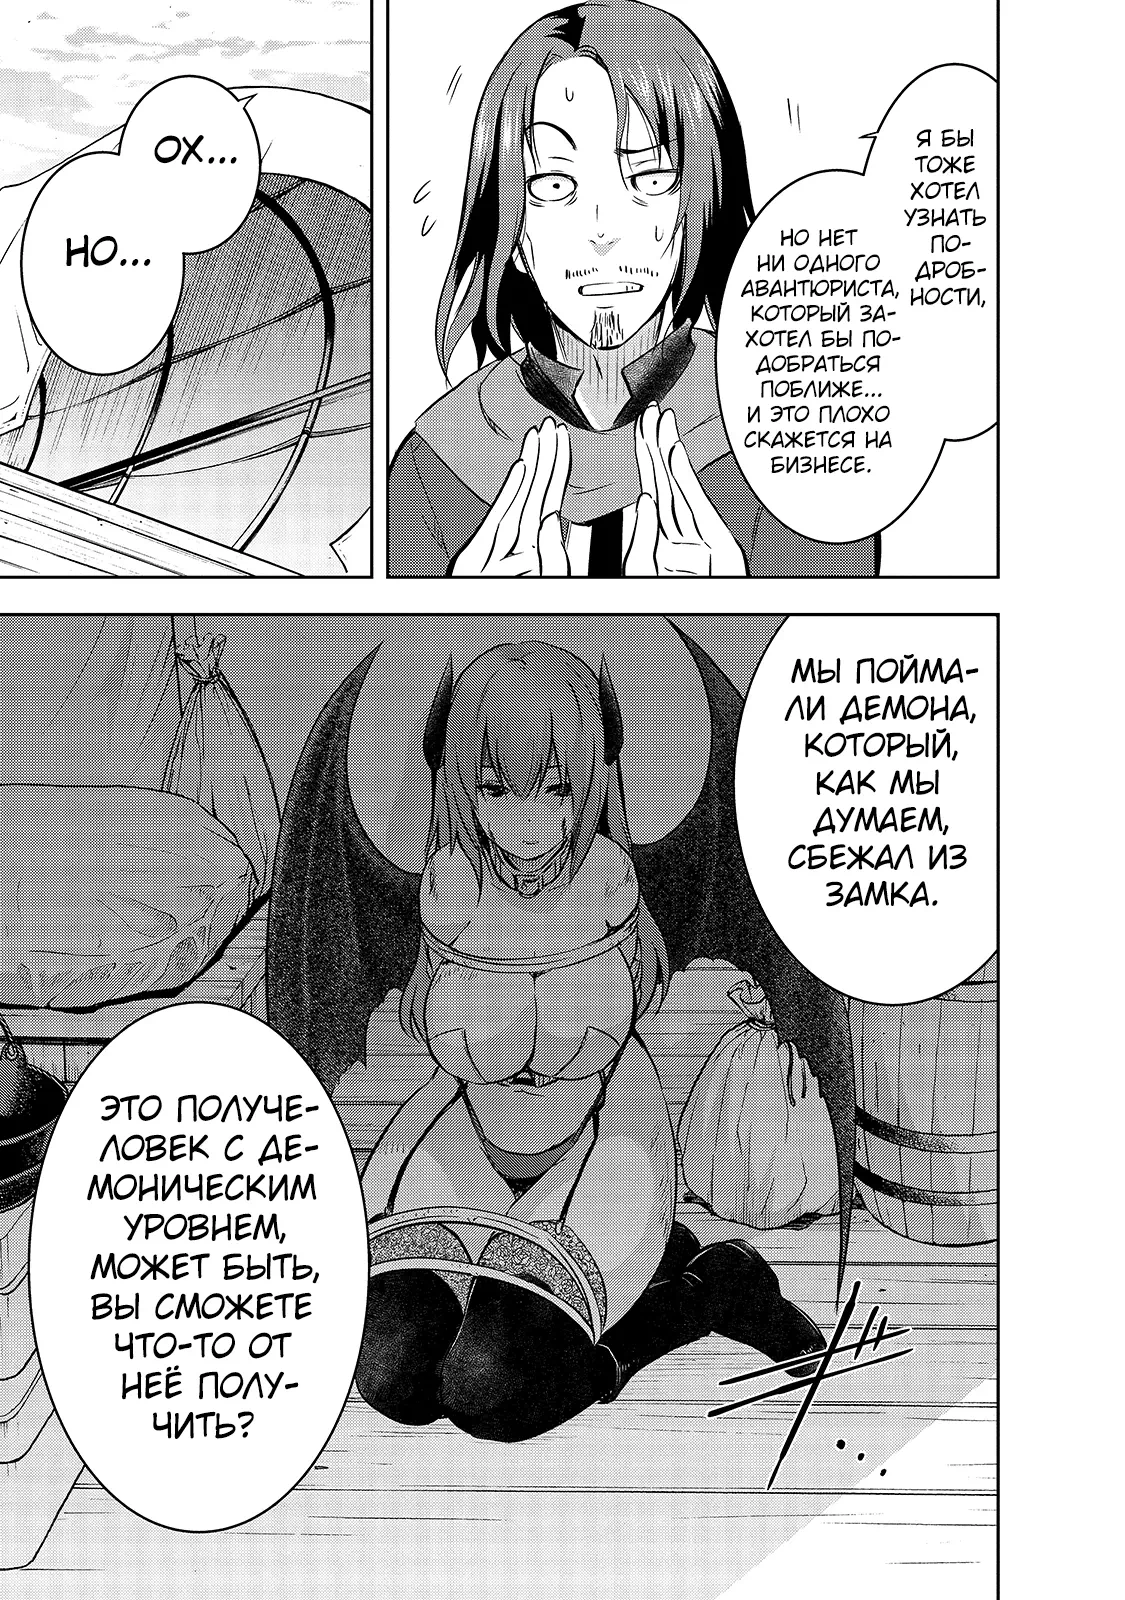 Я БЫ
ТОЖЕ
ХОТЕЛ
УЗНАТЬ
ПО-
ДРОБ-
НОСТИ,
НО НЕТ
НИ ОДНОГО
АВАНТЮРИСТА,
КОТОРЫЙ ЗА-
ХОТЕЛ БЫ ПО-
ДОБРАТЬСЯ
ПОБЛИЖЕ...
И ЭТО ПЛОХО
СКАЖЕТСЯ НА
БИЗНЕСЕ.
ОХ...
НО...
МЫ ПОЙМА-
ЛИ ДЕМОНА,
КОТОРЫЙ,
КАК МЫ
ДУМАЕМ,
СБЕЖАЛ ИЗ
ЗАМКА.
ЭТО ПОЛУЧЕ-
ЛОВЕК С ДЕ-
МОНИЧЕСКИМ
УРОВНЕМ,
МОЖЕТ БЫТЬ,
ВЫ СМОЖЕТЕ
ЧТО-ТО ОТ
НЕЁ ПОЛУ-
ЧИТЬ?